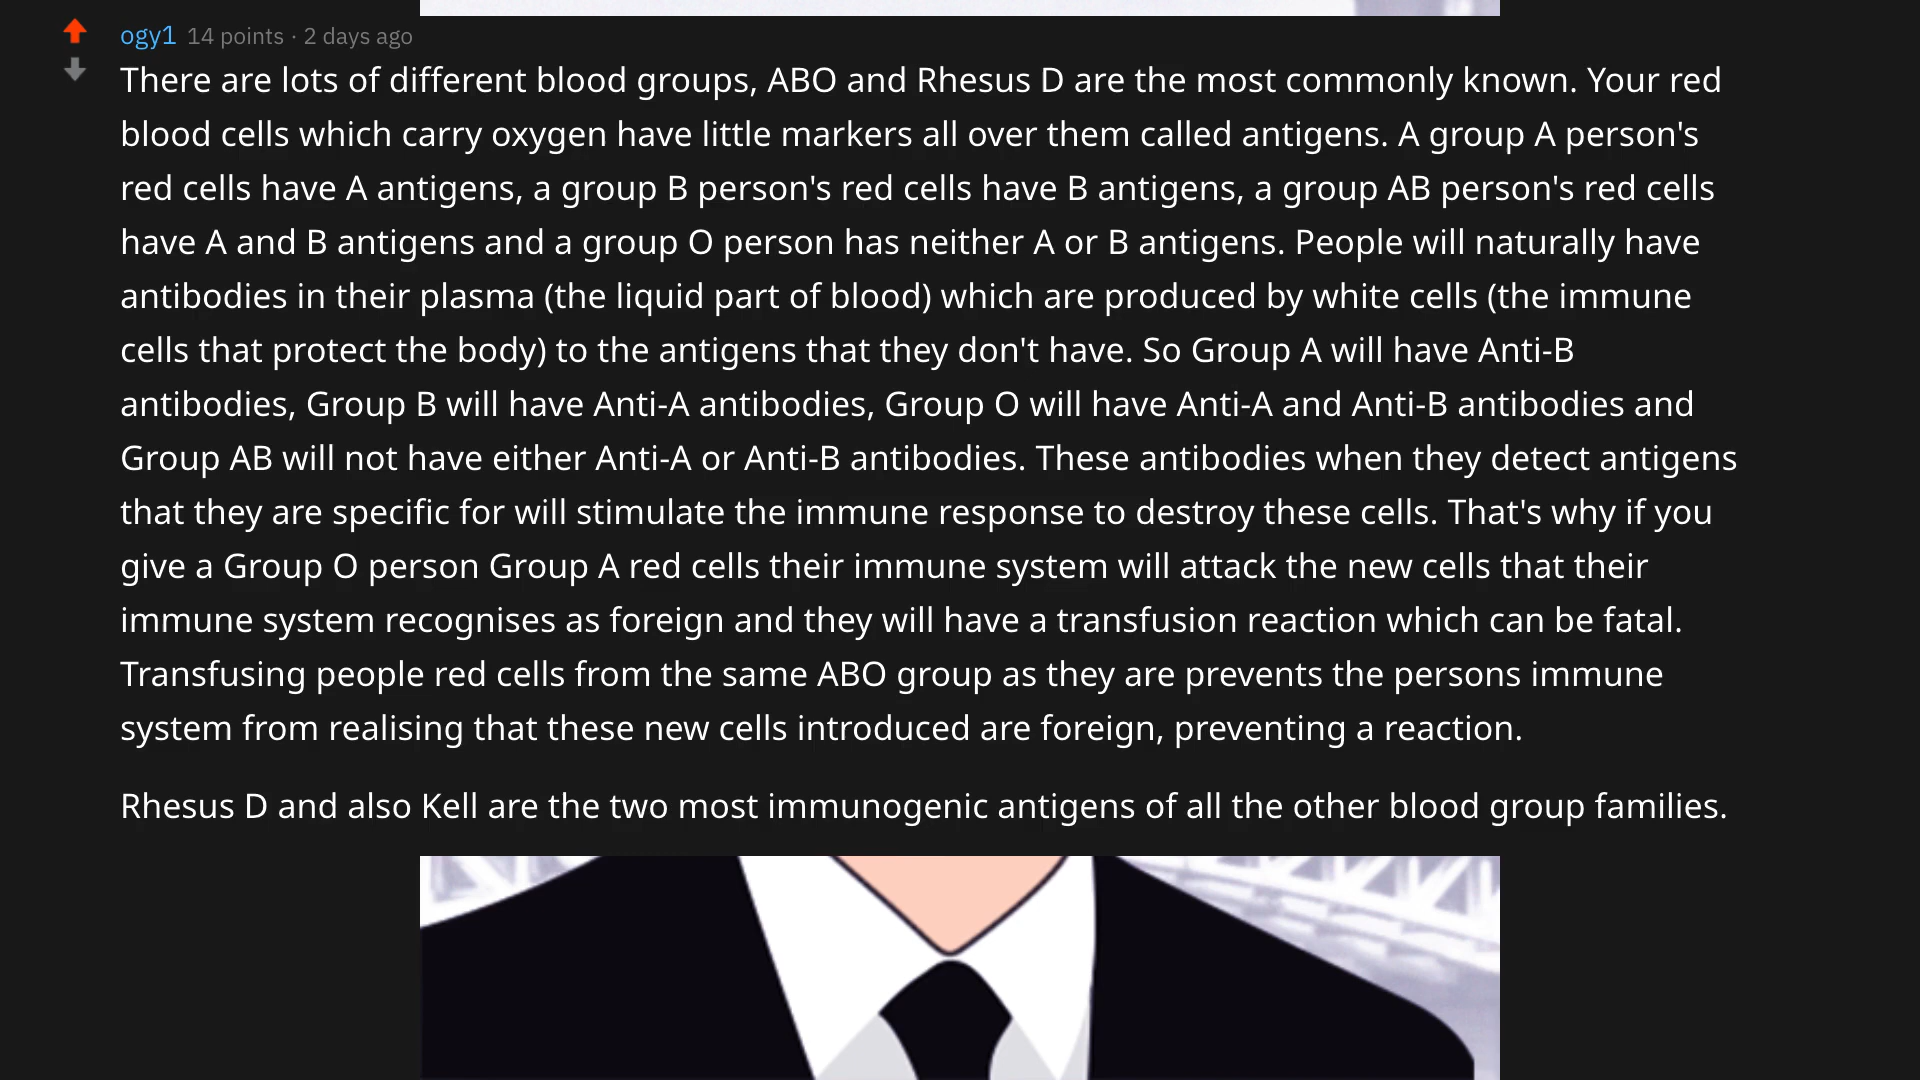 ogy1 14 points · 2 days ago
There are lots of different blood groups, ABO and Rhesus D are the most commonly known. Your red
blood cells which carry oxygen have little markers all over them called antigens. A group A person's
red cells have A antigens, a group B person's red cells have B antigens, a group AB person's red cells
have A and B antigens and a group O person has neither A or B antigens. People will naturally have
antibodies in their plasma (the liquid part of blood) which are produced by white cells (the immune
cells that protect the body) to the antigens that they don't have. So Group A will have Anti-B
antibodies, Group B will have Anti-A antibodies, Group O will have Anti-A and Anti-B antibodies and
Group AB will not have either Anti-A or Anti-B antibodies. These antibodies when they detect antigens
that they are specific for will stimulate the immune response to destroy these cells. That's why if you
give a Group O person Group A red cells their immune system will attack the new cells that their
immune system recognises as foreign and they will have a transfusion reaction which can be fatal.
Transfusing people red cells from the same ABO group as they are prevents the persons immune
system from realising that these new cells introduced are foreign, preventing a reaction.
Rhesus D and also Kell are the two most immunogenic antigens of all the other blood group families.